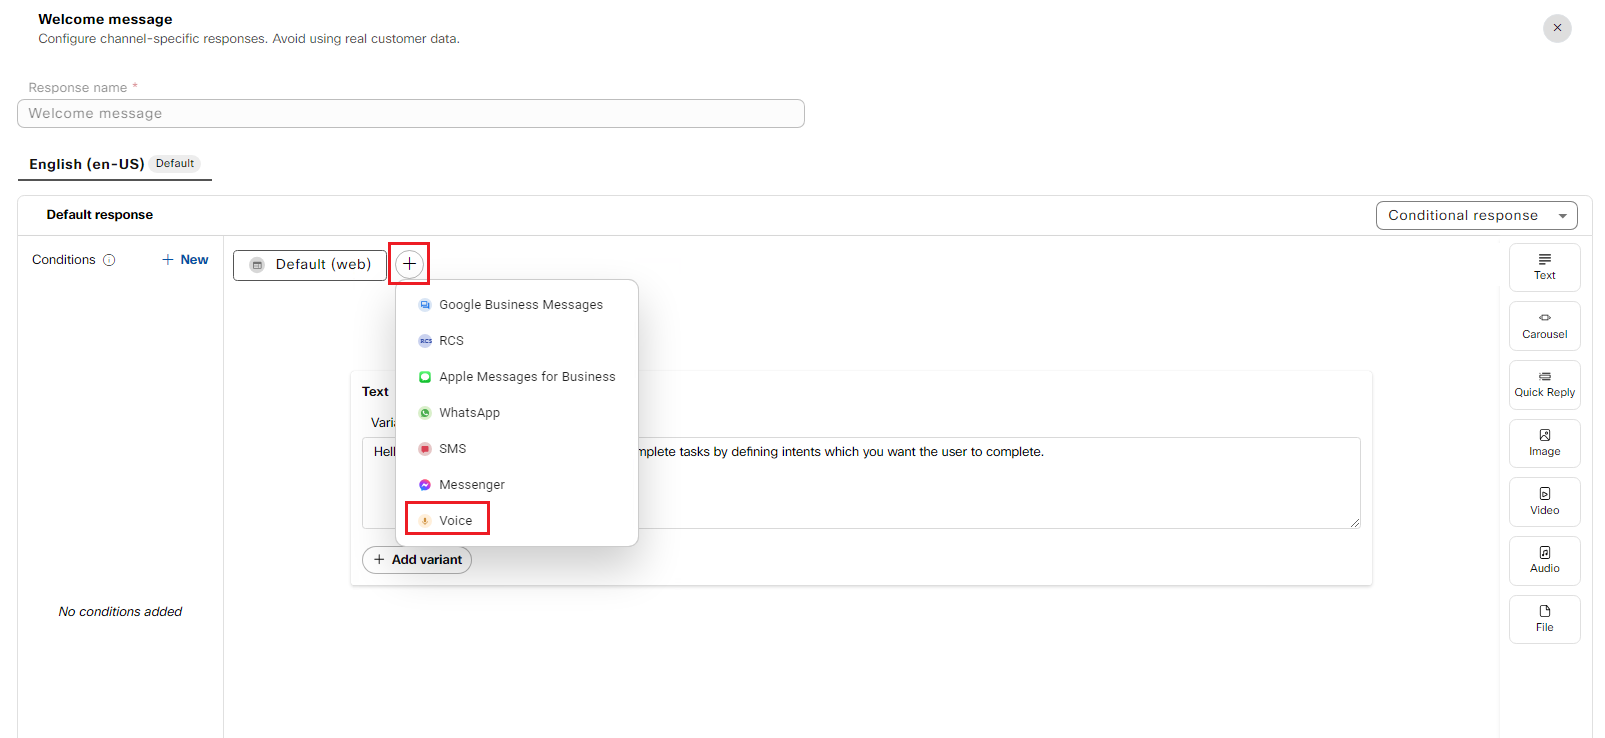 Welcome message
Configure channel-specific responses. Avoid using real customer data.
Response name *
Welcome message
English (en-US) Default
Default response
Conditional response
Conditions
+ New
Default (web)
Google Business Messages
RCS
RCS
Apple Messages for Business
WhatsApp
SMS
Messenger
Voice
Text
Varia
Hell
mplete tasks by defining intents which you want the user to complete.
+ Add variant
No conditions added
Text
Carousel
Quick Reply
Image
Video
Audio
File